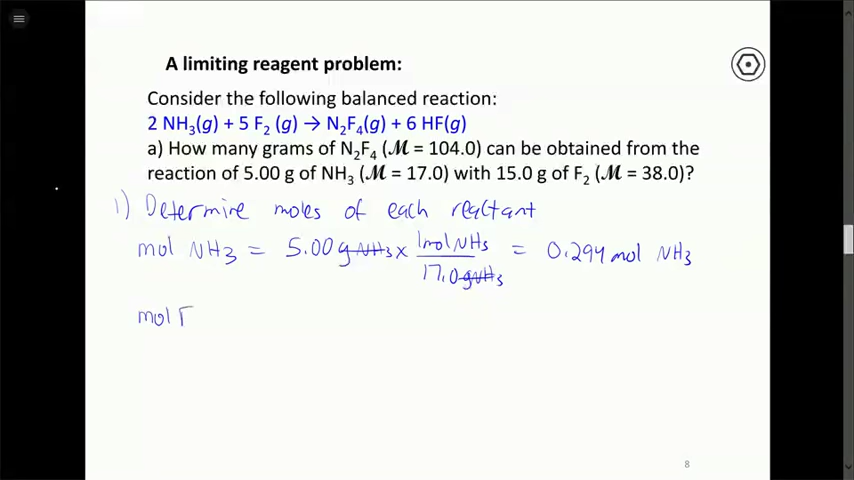 A limiting reagent problem:
Consider the following balanced reaction:
2 NH₃(g) + 5 F₂ (g) → N₂F₄(g) + 6 HF(g)
a) How many grams of N₂F₄ (ℳ = 104.0) can be obtained from the
reaction of 5.00 g of NH₃ (ℳ = 17.0) with 15.0 g of F₂ (ℳ = 38.0)?
1) Determine moles of each reactant
mol NH₃ = 5.00 g NH₃ x 1 mol NH₃ / 17.0 g NH₃ = 0.294 mol NH₃
mol F
8